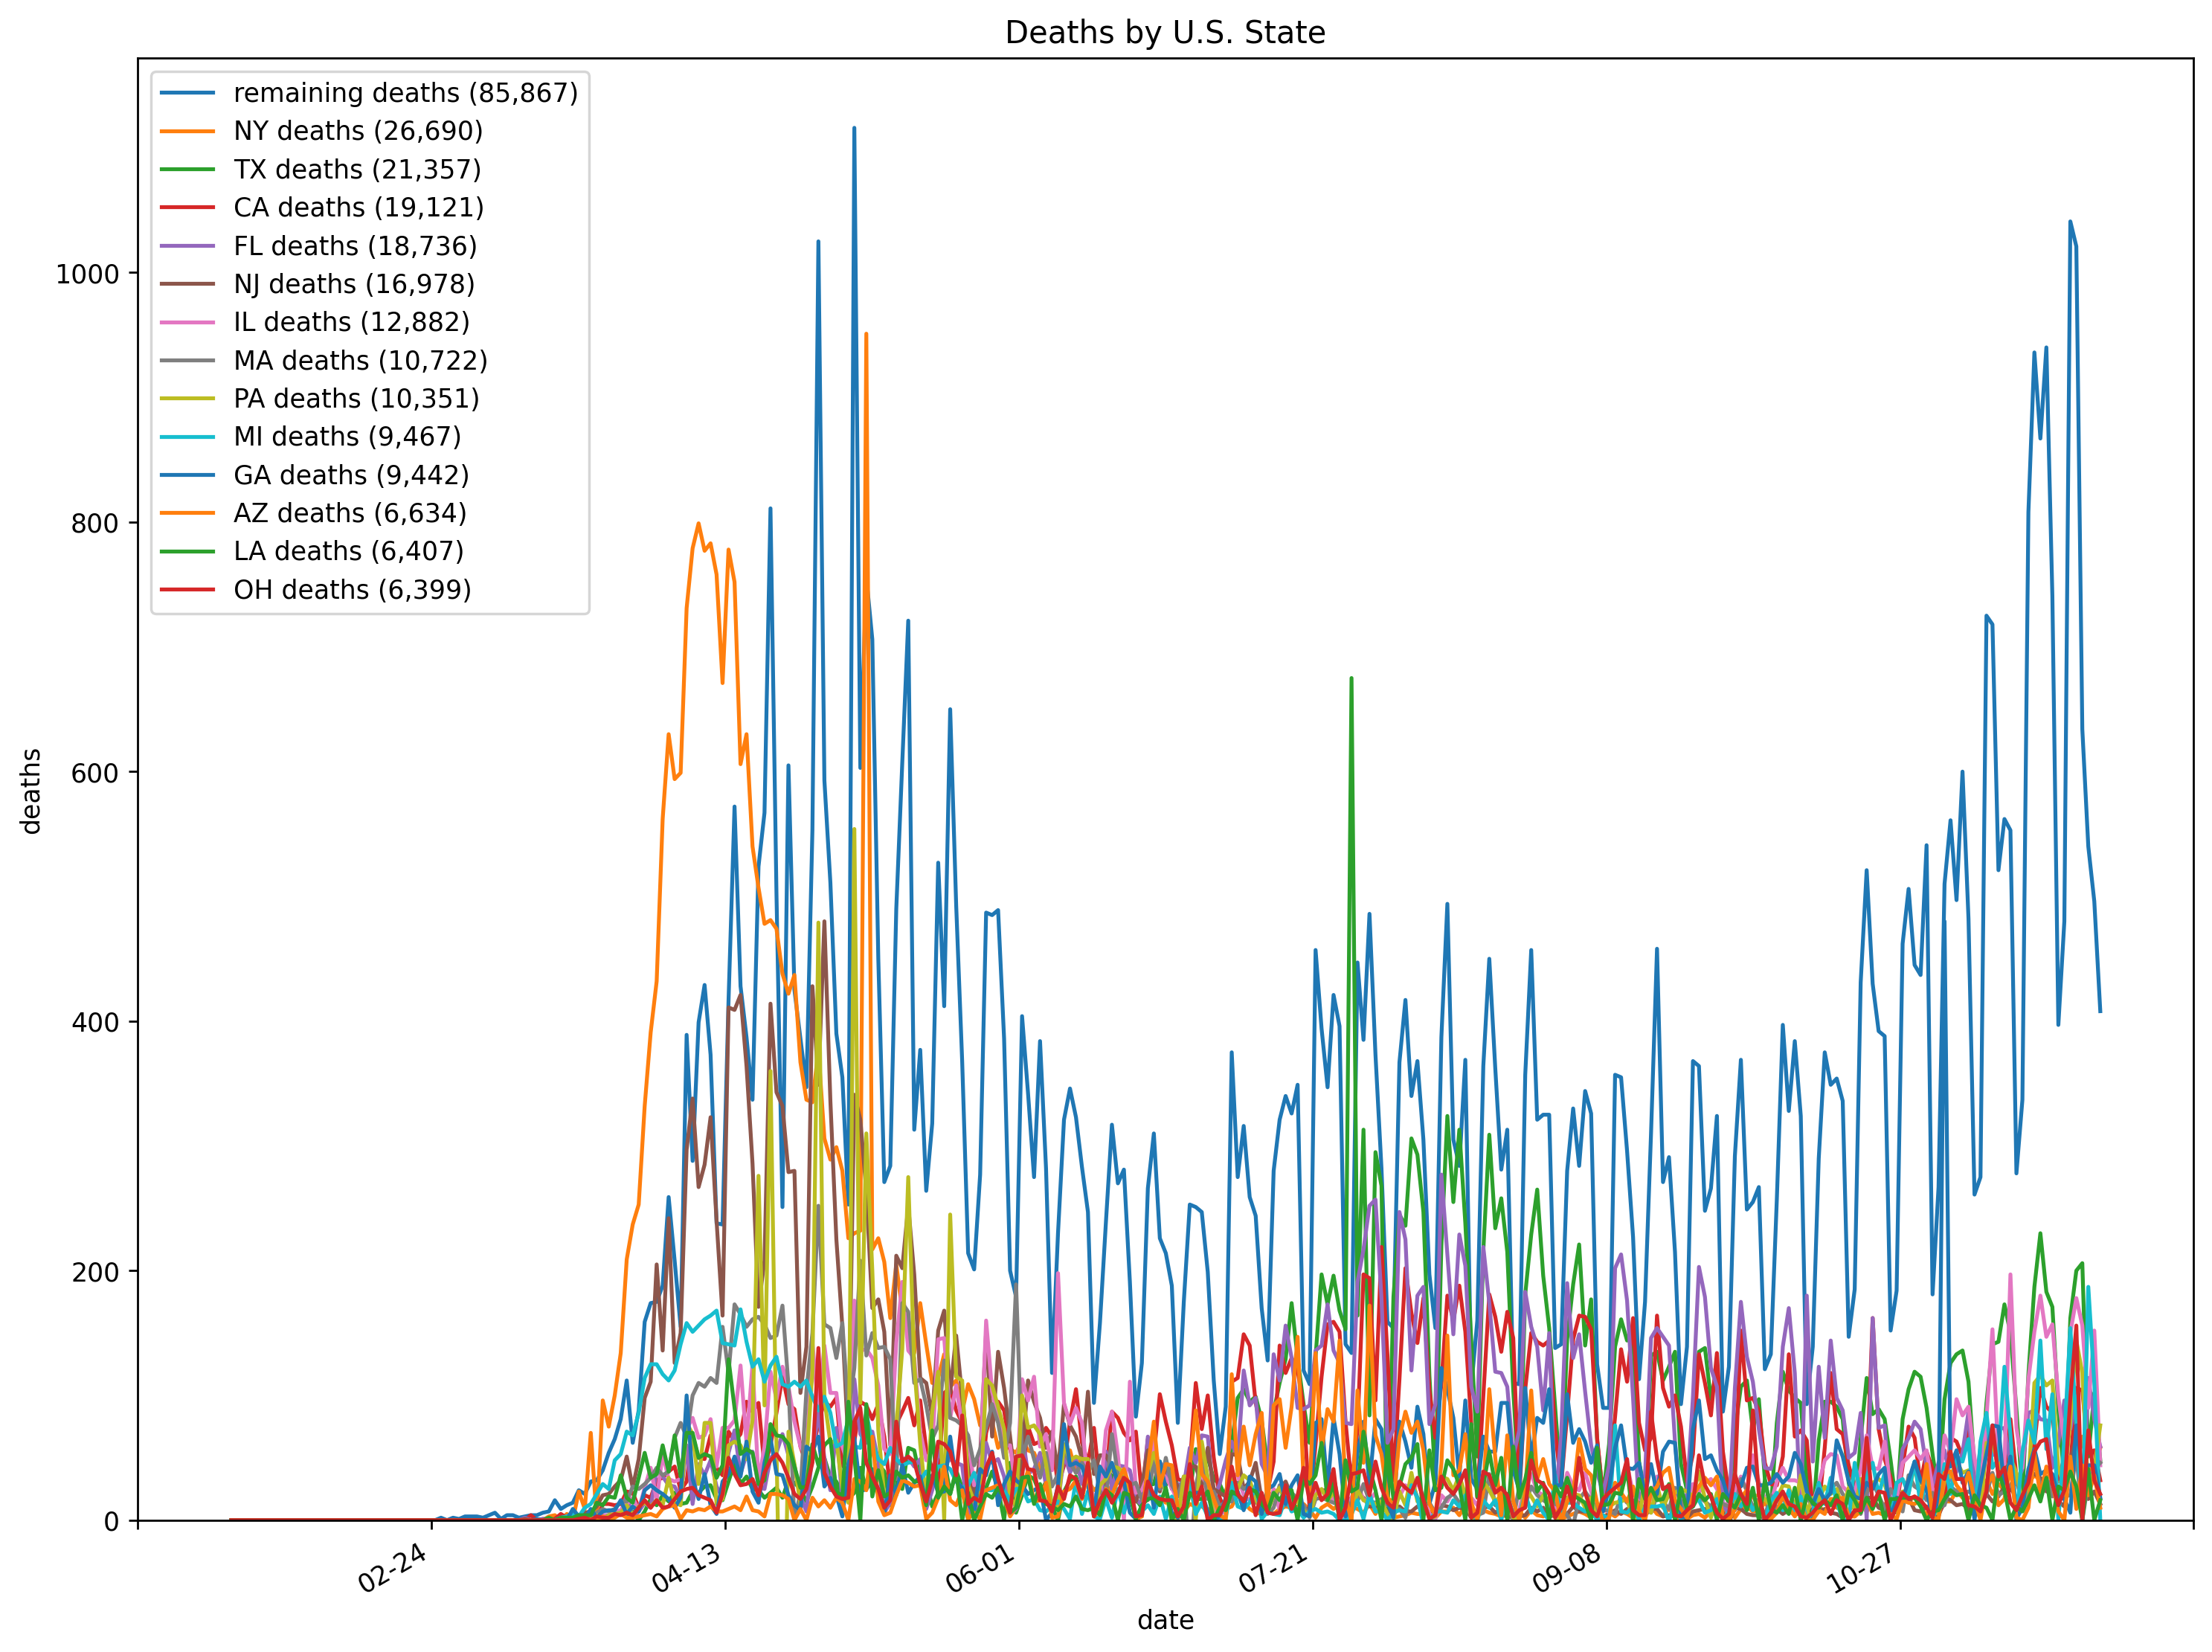 Deaths by U.S. State
remaining deaths (85,867)
NY deaths (26,690)
TX deaths (21,357)
CA deaths (19,121)
FL deaths (18,736)
NJ deaths (16,978)
IL deaths (12,882)
MA deaths (10,722)
PA deaths (10,351)
MI deaths (9,467)
GA deaths (9,442)
AZ deaths (6,634)
LA deaths (6,407)
OH deaths (6,399)
1000
800
600
400
200
0
deaths
02-24
04-13
06-01
07-21
09-08
10-27
date